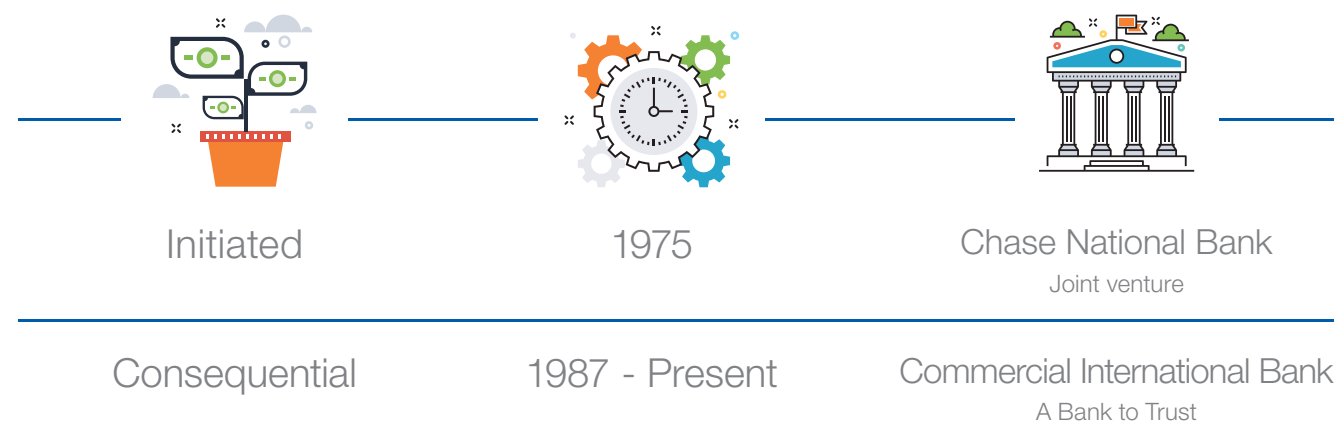 Initiated
1975
Chase National Bank
Joint venture
Consequential
1987 - Present
Commercial International Bank
A Bank to Trust